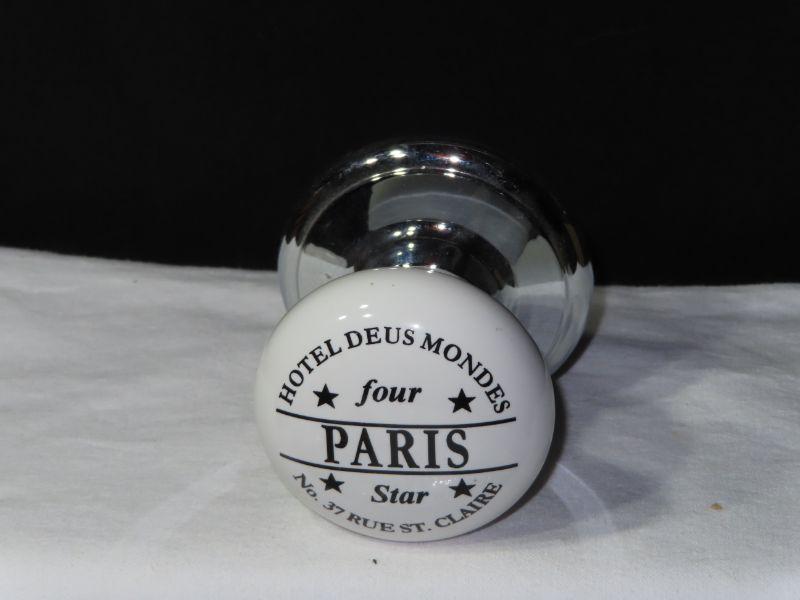 HOTEL DEUS MONDES
four
PARIS
Star
No. 37 RUE ST. CLAIRE